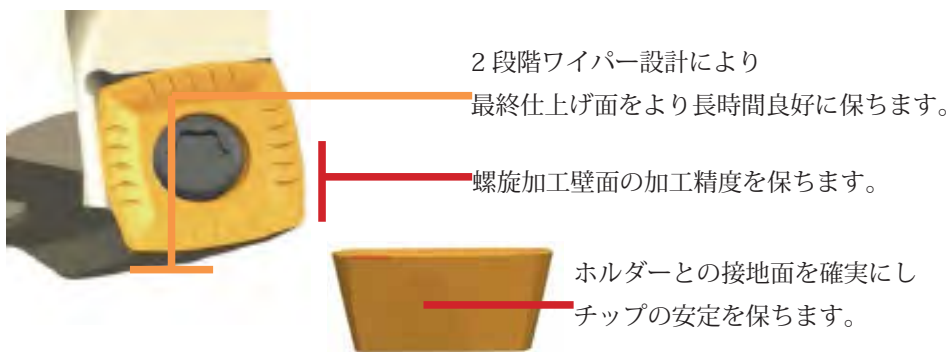 2 段階ワイパー設計により
最終仕上げ面をより長時間良好に保ちます。
螺旋加工壁面の加工精度を保ちます。
ホルダーとの接地面を確実にし
チップの安定を保ちます。